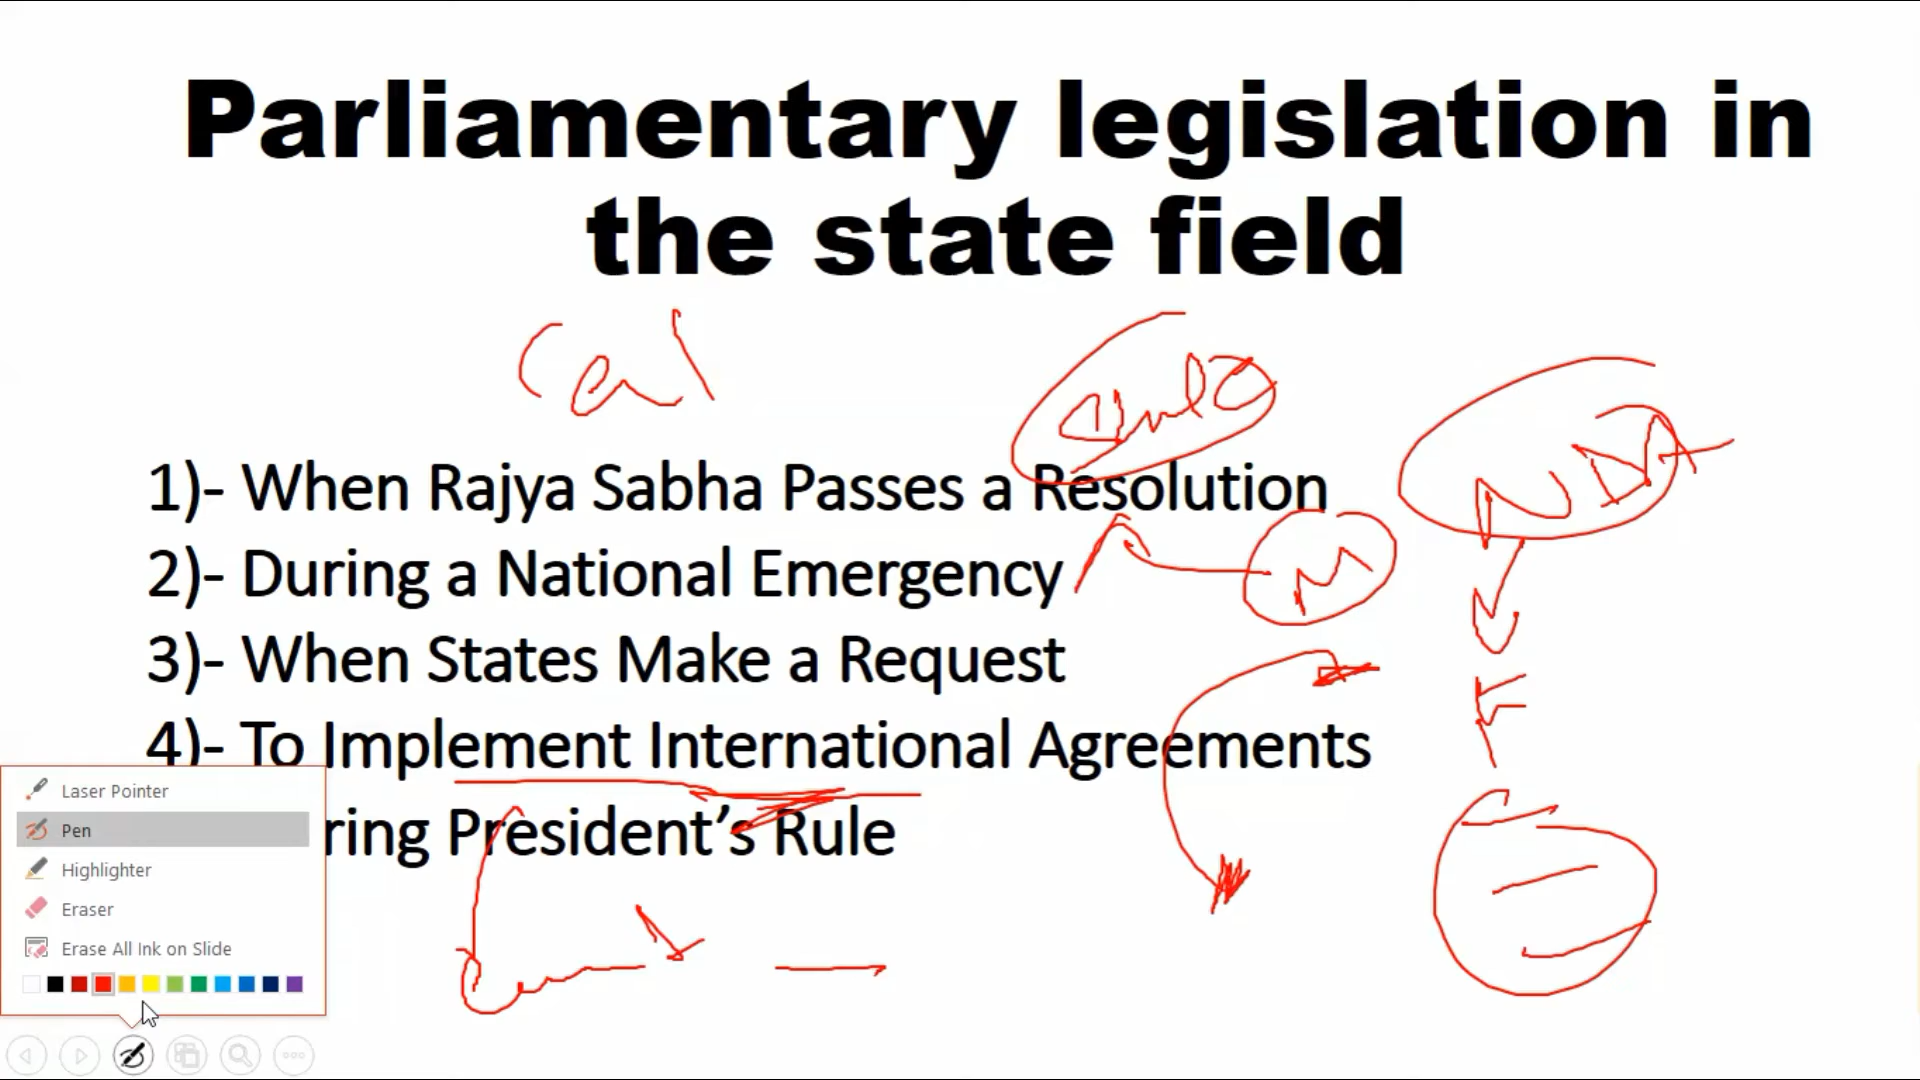 Parliamentary legislation in
the state field
1)- When Rajya Sabha Passes a Resolution
2)- During a National Emergency
M
NDA
3)- When States Make a Request
4)- To Implement International Agreements
ring President's Rule
Laser Pointer
Pen
Highlighter
Eraser
Erase All Ink on Slide